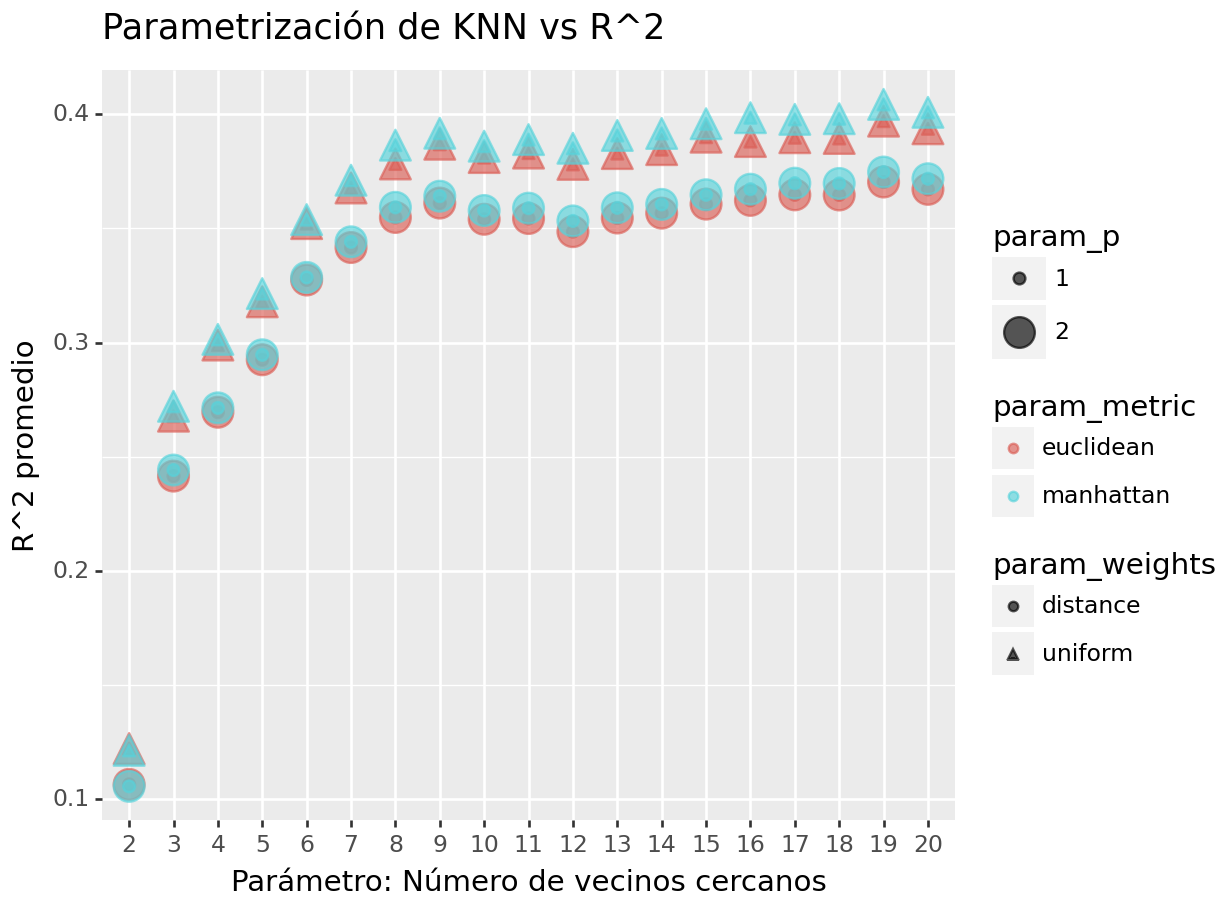 Parametrización de KNN vs R^2
0.4
0.3
0.2
0.1
R^2 promedio
2 3 4 5 6 7 8 9 10 11 12 13 14 15 16 17 18 19 20
Parámetro: Número de vecinos cercanos
param_p
1
2
param_metric
euclidean
manhattan
param_weights
distance
uniform